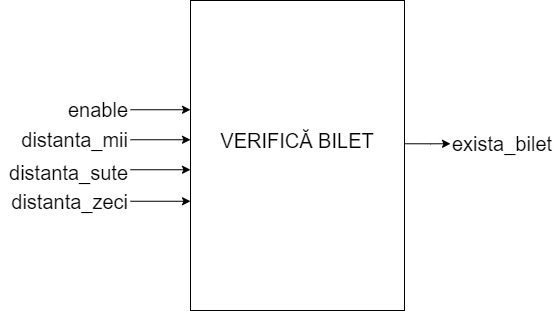 enable
distanta_mii
distanta_sute
distanta_zeci
VERIFICĂ BILET
exista_bilet